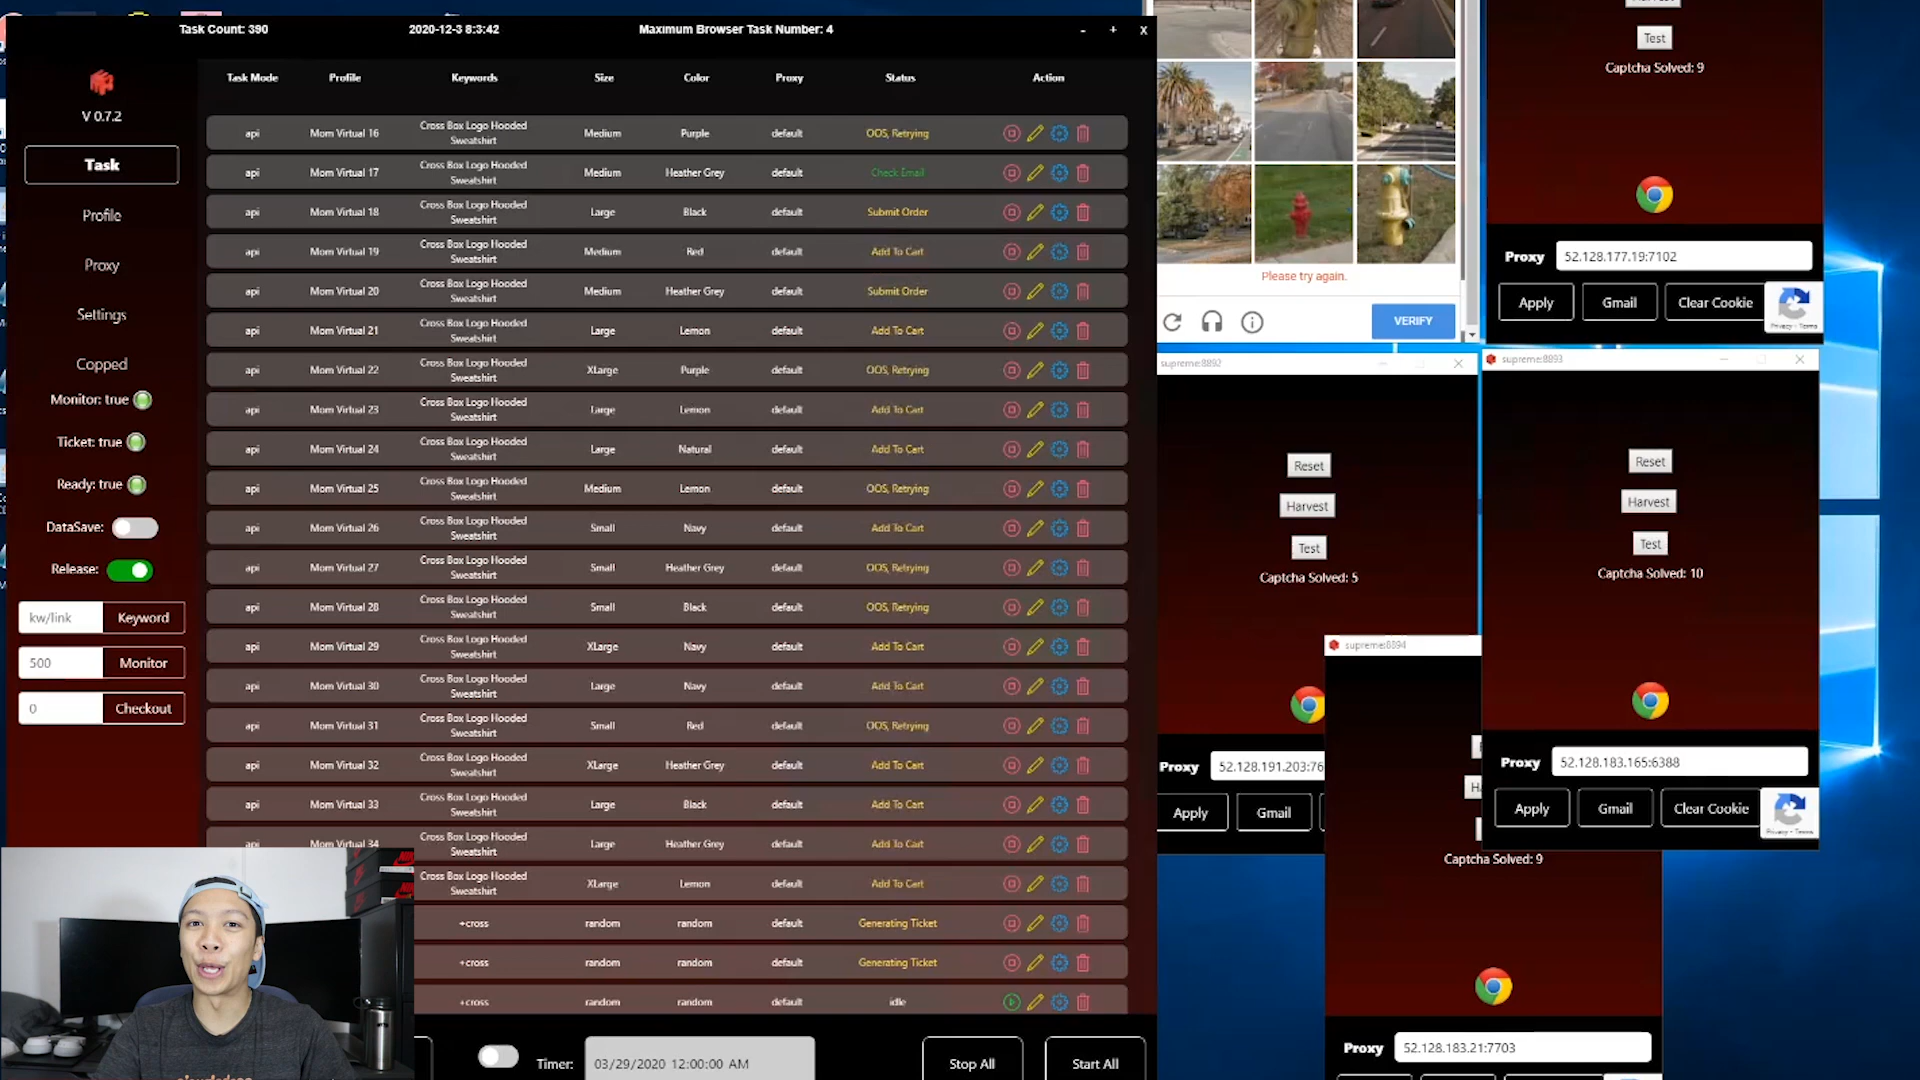 Task Count: 390 2020-12-3 8:3:42 Maximum Browser Task Number: 4 - + X
V 0.7.2
Task
Profile
Proxy
Settings
Copped
Monitor: true
Ticket: true
Ready: true
DataSave:
Release:
kw/link Keyword
500 Monitor
0 Checkout
Task Mode Profile Keywords Size Color Proxy Status Action
api Mom Virtual 16 Cross Box Logo Hooded Sweatshirt Medium Purple default OOS, Retrying
api Mom Virtual 17 Cross Box Logo Hooded Sweatshirt Medium Heather Grey default Check Email
api Mom Virtual 18 Cross Box Logo Hooded Sweatshirt Large Black default Submit Order
api Mom Virtual 19 Cross Box Logo Hooded Sweatshirt Medium Red default Add To Cart
api Mom Virtual 20 Cross Box Logo Hooded Sweatshirt Medium Heather Grey default Submit Order
api Mom Virtual 21 Cross Box Logo Hooded Sweatshirt Large Lemon default Add To Cart
api Mom Virtual 22 Cross Box Logo Hooded Sweatshirt XLarge Purple default OOS, Retrying
api Mom Virtual 23 Cross Box Logo Hooded Sweatshirt Large Lemon default Add To Cart
api Mom Virtual 24 Cross Box Logo Hooded Sweatshirt Large Natural default Add To Cart
api Mom Virtual 25 Cross Box Logo Hooded Sweatshirt Medium Lemon default OOS, Retrying
api Mom Virtual 26 Cross Box Logo Hooded Sweatshirt Small Navy default Add To Cart
api Mom Virtual 27 Cross Box Logo Hooded Sweatshirt Small Heather Grey default OOS, Retrying
api Mom Virtual 28 Cross Box Logo Hooded Sweatshirt Small Black default OOS, Retrying
api Mom Virtual 29 Cross Box Logo Hooded Sweatshirt XLarge Navy default Add To Cart
api Mom Virtual 30 Cross Box Logo Hooded Sweatshirt Large Navy default Add To Cart
api Mom Virtual 31 Cross Box Logo Hooded Sweatshirt Small Red default OOS, Retrying
api Mom Virtual 32 Cross Box Logo Hooded Sweatshirt XLarge Heather Grey default Add To Cart
api Mom Virtual 33 Cross Box Logo Hooded Sweatshirt Large Black default Add To Cart
api Mom Virtual 34 Cross Box Logo Hooded Sweatshirt Large Heather Grey default Add To Cart
Cross Box Logo Hooded Sweatshirt XLarge Lemon default Add To Cart
+cross random random default Generating Ticket
+cross random random default Generating Ticket
+cross random random default idle
Timer: 03/29/2020 12:00:00 AM Stop All Start All
Please try again.
VERIFY
Test
Captcha Solved: 9
Proxy 52.128.177.19:7102
Apply Gmail Clear Cookie
Privacy - Terms
supreme:8892
Reset
Harvest
Test
Captcha Solved: 5
Proxy 52.128.191.203:76
Apply Gmail
supreme:8893
Reset
Harvest
Test
Captcha Solved: 10
Proxy 52.128.183.165:6388
Apply Gmail Clear Cookie
Privacy - Terms
supreme:8894
Captcha Solved: 9
Proxy 52.128.183.21:7703